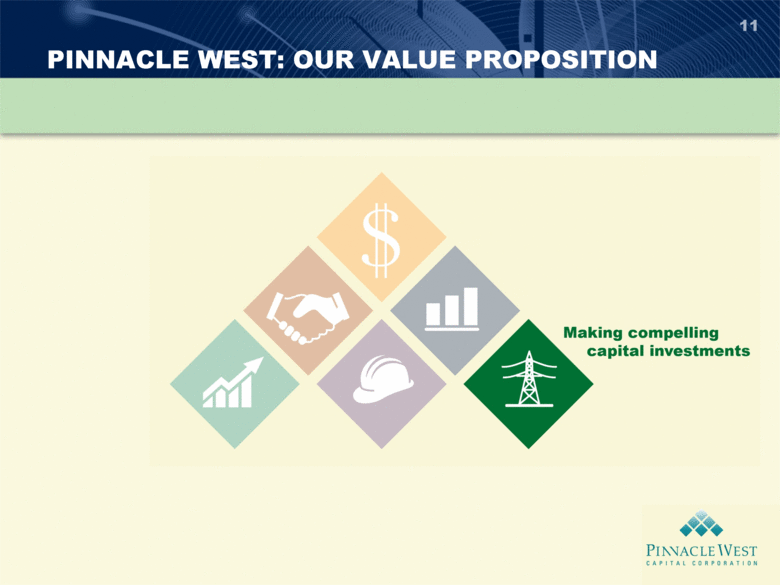 11
PINNACLE WEST: OUR VALUE PROPOSITION
$
Making compelling
capital investments
PINNACLE WEST
CAPITAL CORPORATION